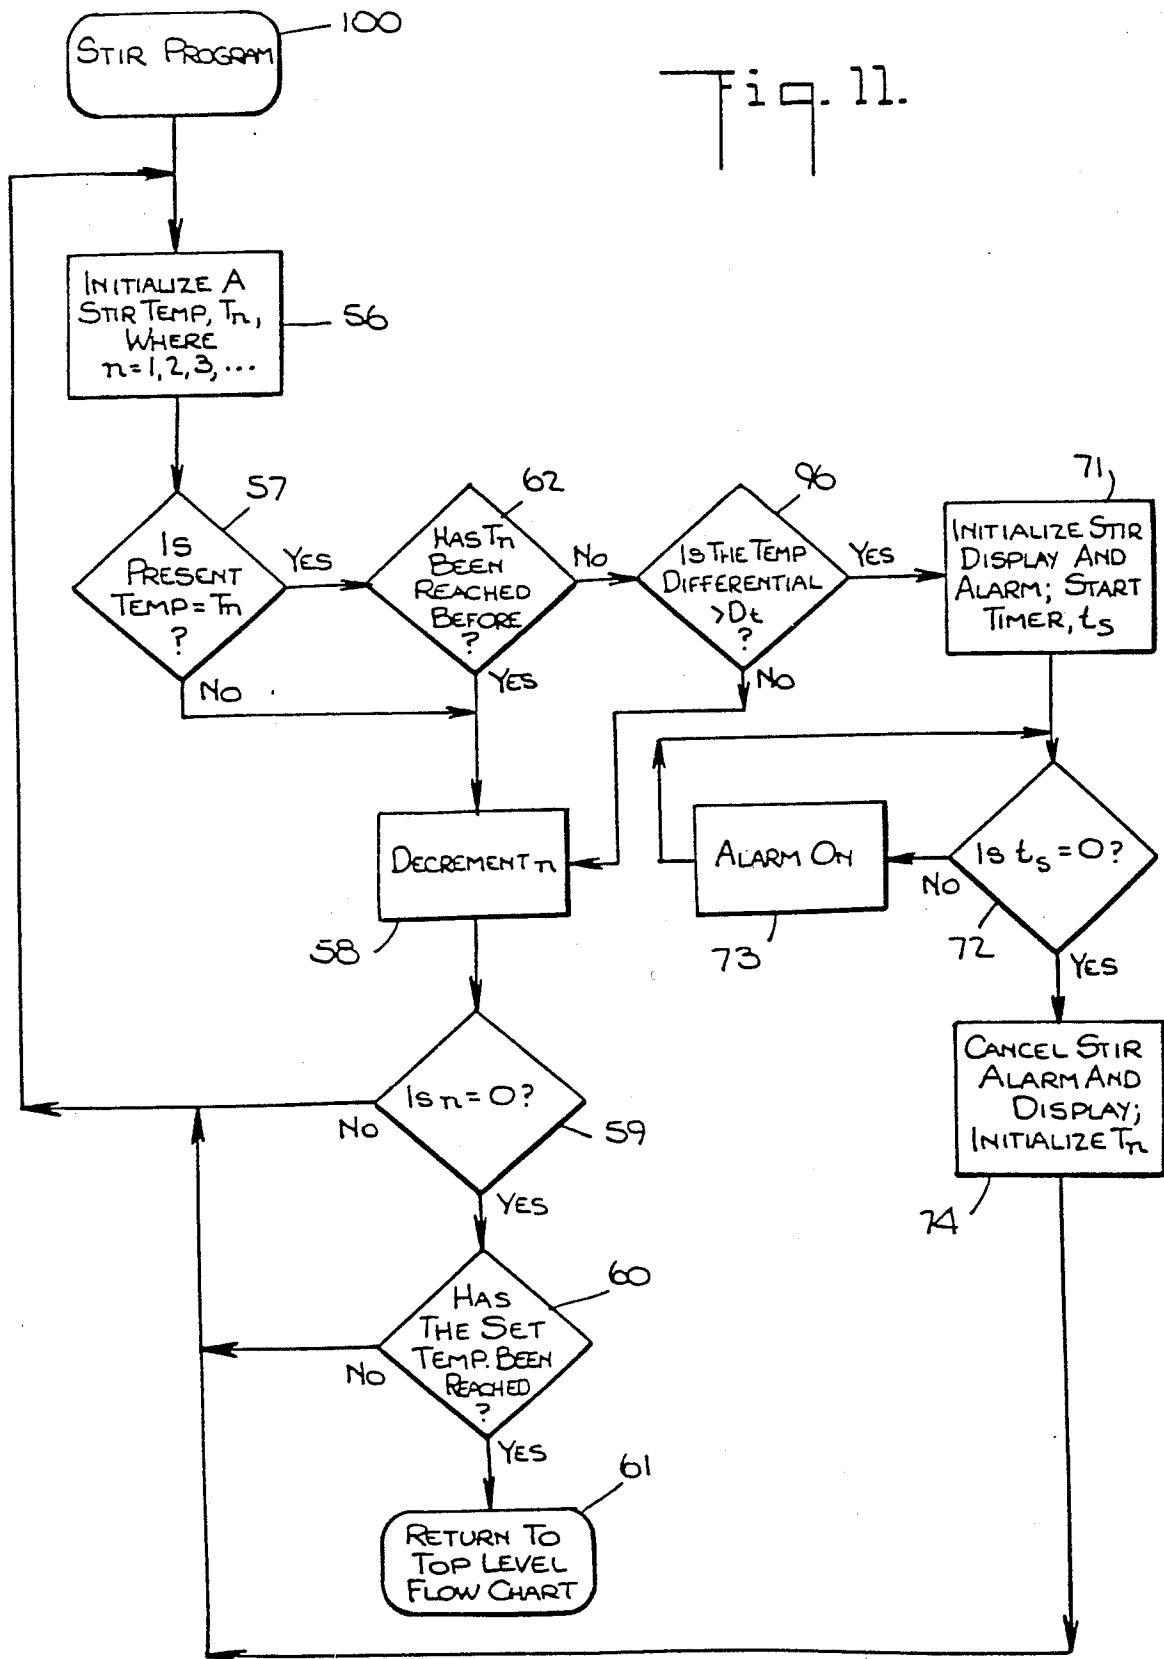 STIR PROGRAM
100
Fig. 11.
INITIALIZE A
STIR TEMP, Tn,
WHERE
n=1,2,3,...
56
57
IS
PRESENT
TEMP=Tn
?
YES
NO
62
HAS Tn
BEEN
REACHED
BEFORE
?
NO
YES
96
IS THE TEMP
DIFFERENTIAL
>Dt
?
YES
NO
71
INITIALIZE STIR
DISPLAY AND
ALARM; START
TIMER, ts
DECREMENT n
58
ALARM ON
73
IS ts=0?
NO
72
YES
IS n=0?
NO
59
YES
CANCEL STIR
ALARM AND
DISPLAY;
INITIALIZE Tn
74
HAS
THE SET
TEMP. BEEN
REACHED
?
60
NO
YES
61
RETURN TO
TOP LEVEL
FLOW CHART